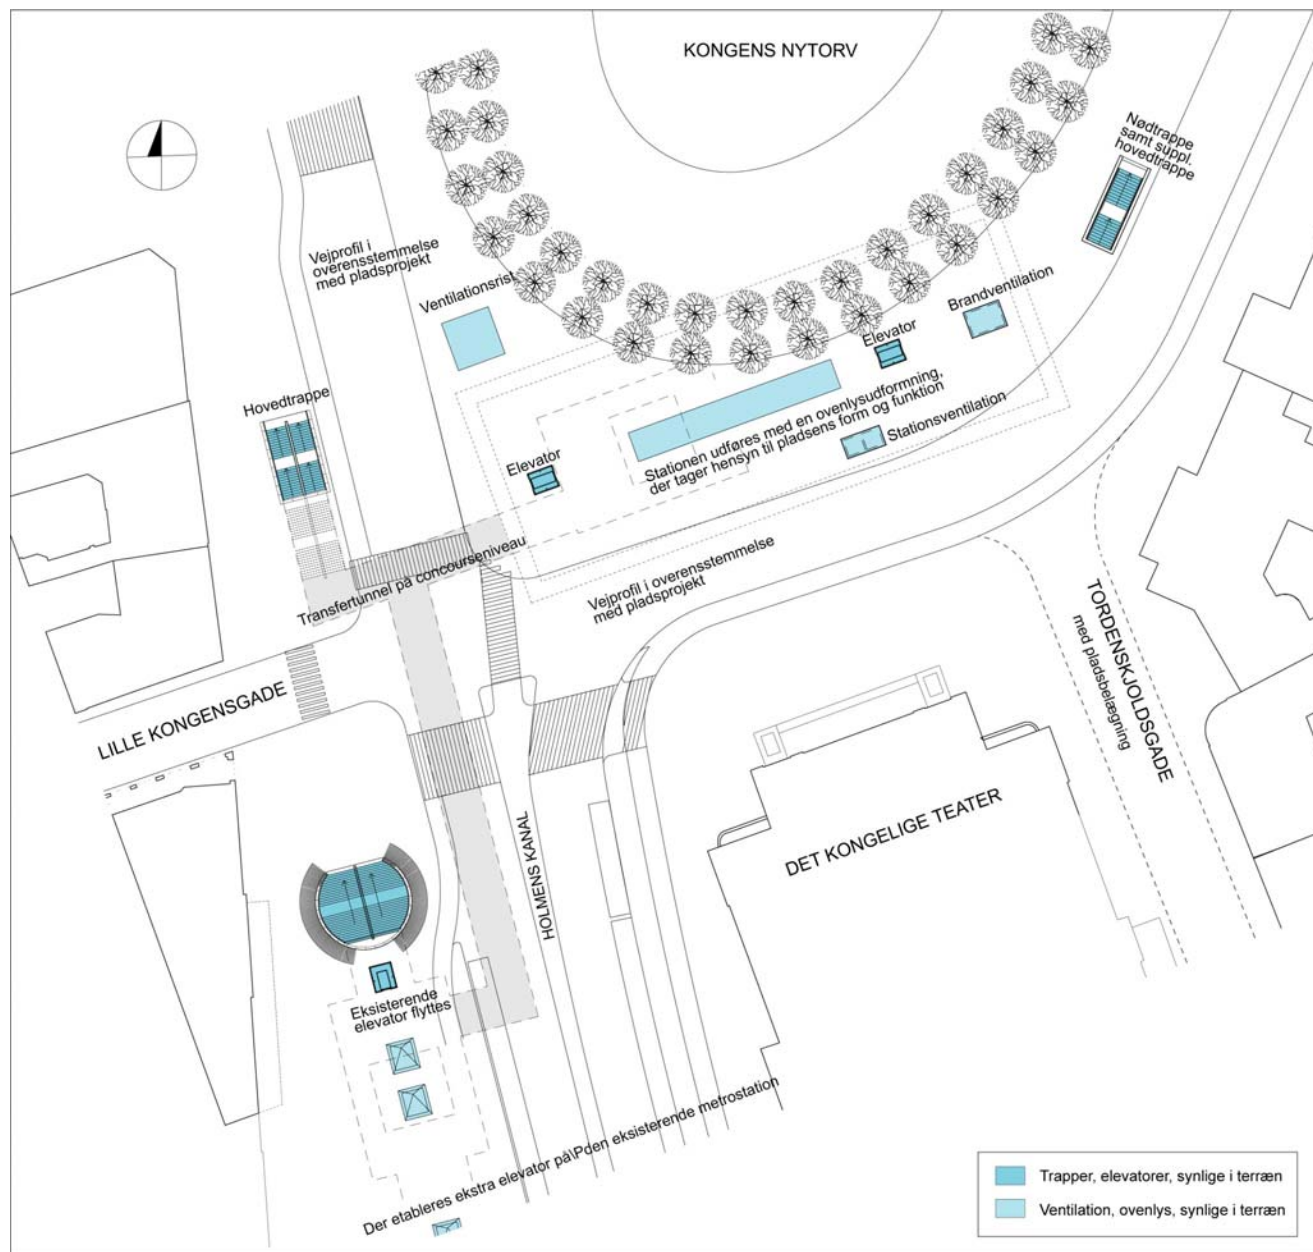 KONGENS NYTORV
Nødtrappe
samt suppl.
hovedtrappe
Vejprofil i
overensstemmelse
med pladsprojekt
Ventilationsrist
Brandventilation
Elevator
Hovedtrappe
Stationsventilation
Elevator
Stationen udføres med en ovenlysudformning,
der tager hensyn til pladsens form og funktion
Transfertunnel på concourseniveau
Vejprofil i overensstemmelse
med pladsprojekt
TORDENSKJOLDSGADE
med pladsbelægning
LILLE KONGENSGADE
DET KONGELIGE TEATER
HOLMENS KANAL
Eksisterende
elevator flyttes
Der etableres ekstra elevator på\Pden eksisterende metrostation
Trapper, elevatorer, synlige i terræn
Ventilation, ovenlys, synlige i terræn